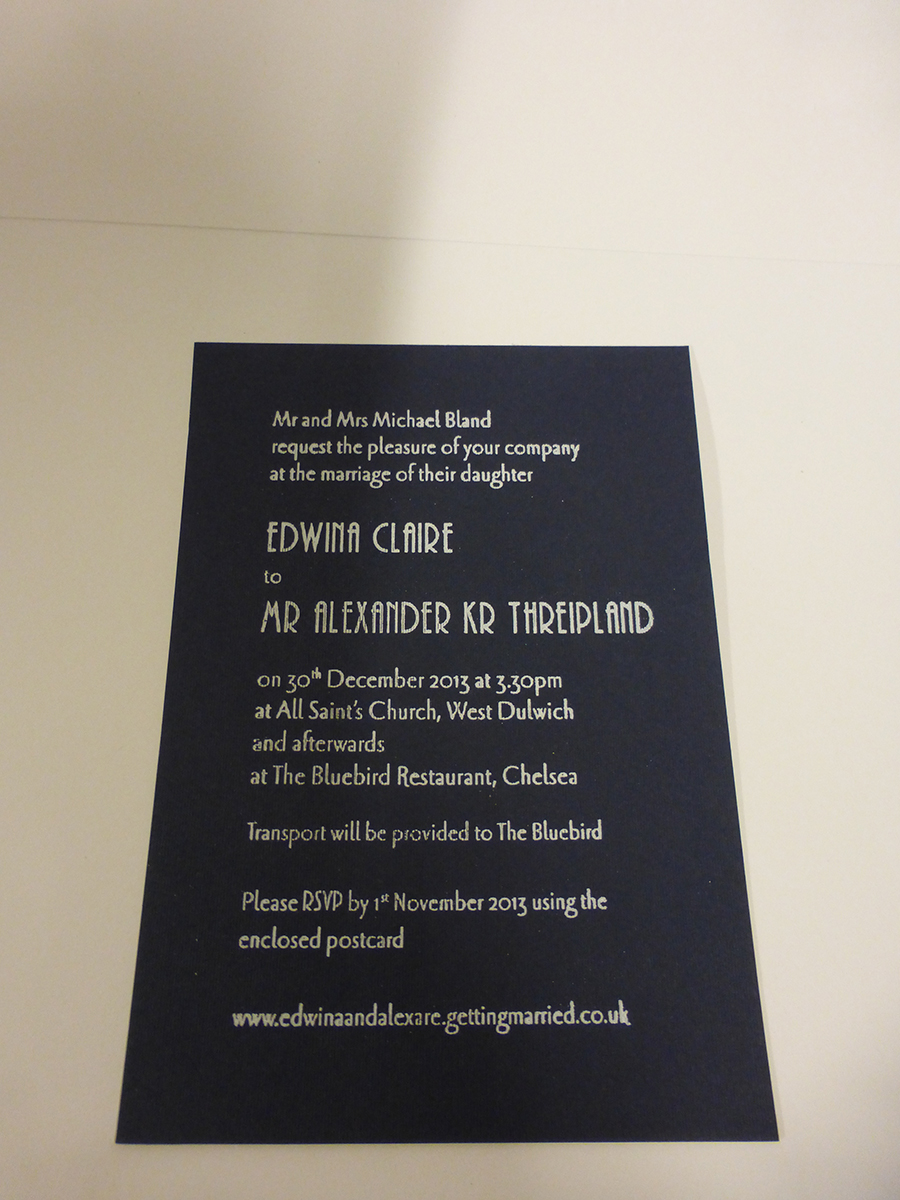 Mr and Mrs Michael Bland
request the pleasure of your company
at the marriage of their daughter
EDWINA CLAIRE
to
MR ALEXANDER KR THREIPLAND
on 30th December 2013 at 3.30pm
at All Saint's Church, West Dulwich
and afterwards
at The Bluebird Restaurant, Chelsea
Transport will be provided to The Bluebird
Please RSVP by 1st November 2013 using the
enclosed postcard
www.edwinaandalexare.gettingmarried.co.uk